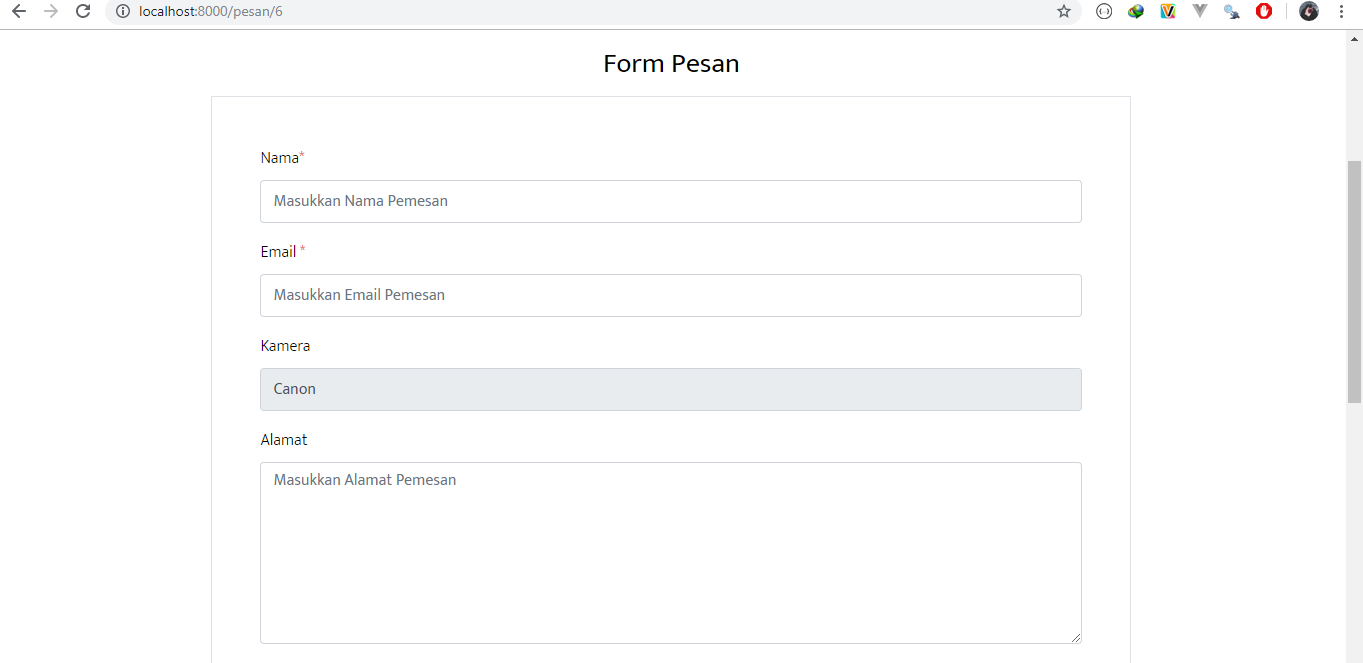 localhost:8000/pesan/6
Form Pesan
Nama*
Masukkan Nama Pemesan
Email *
Masukkan Email Pemesan
Kamera
Canon
Alamat
Masukkan Alamat Pemesan